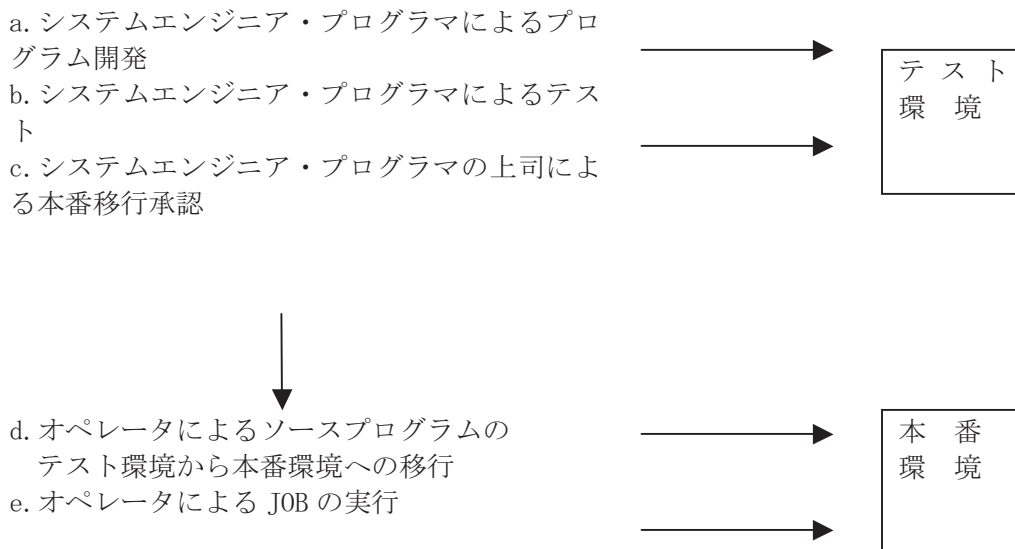 a.システムエンジニア・プログラマによるプロ
グラム開発
b.システムエンジニア・プログラマによるテス
ト
c.システムエンジニア・プログラマの上司によ
る本番移行承認
テ ス ト
環 境
d.オペレータによるソースプログラムの
テスト環境から本番環境への移行
e.オペレータによる JOB の実行
本 番
環 境